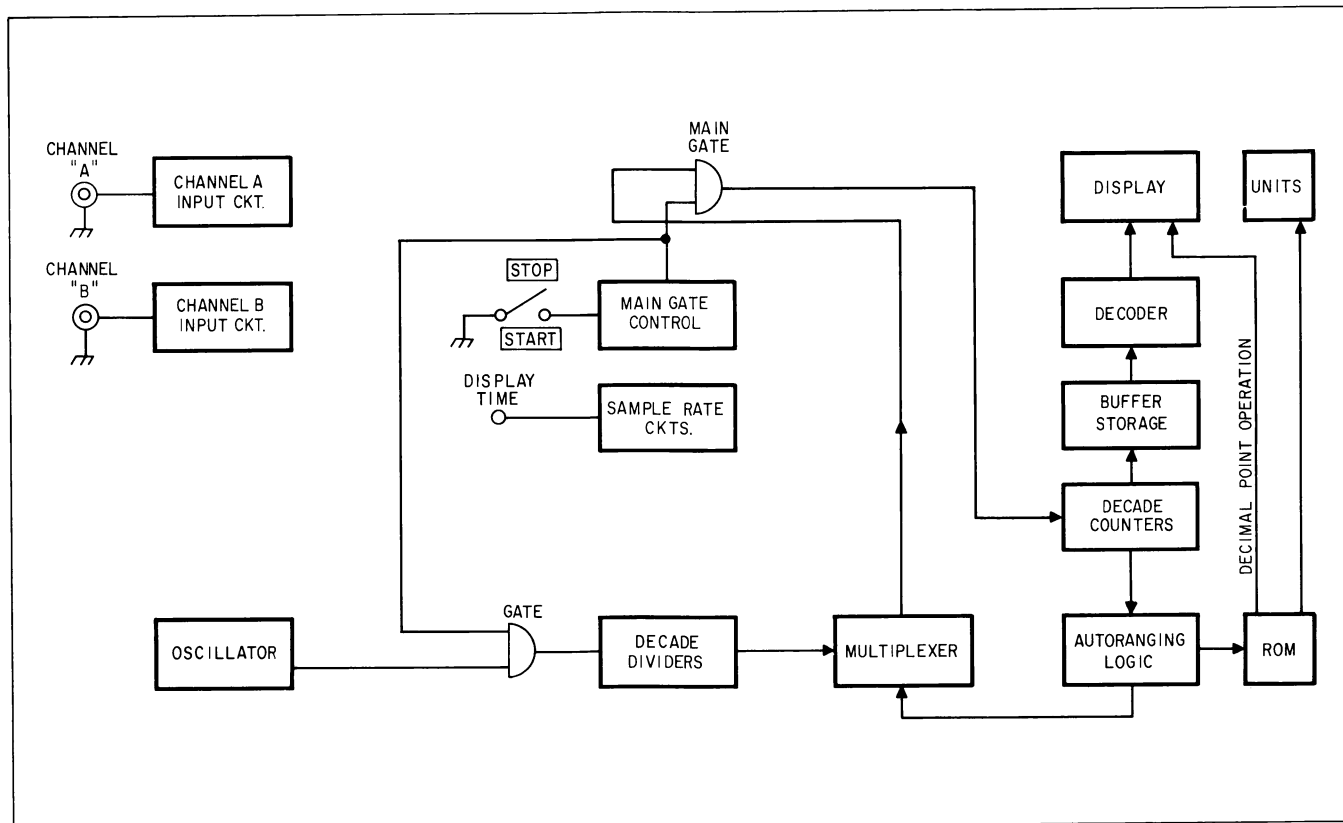 MAIN
GATE
CHANNEL
"A"
CHANNEL A
INPUT CKT.
DISPLAY
UNITS
CHANNEL
"B"
CHANNEL B
INPUT CKT.
STOP
START
MAIN GATE
CONTROL
DECODER
DISPLAY
TIME
SAMPLE RATE
CKTS.
BUFFER
STORAGE
DECADE
COUNTERS
DECIMAL POINT OPERATION
OSCILLATOR
GATE
DECADE
DIVIDERS
MULTIPLEXER
AUTORANGING
LOGIC
ROM